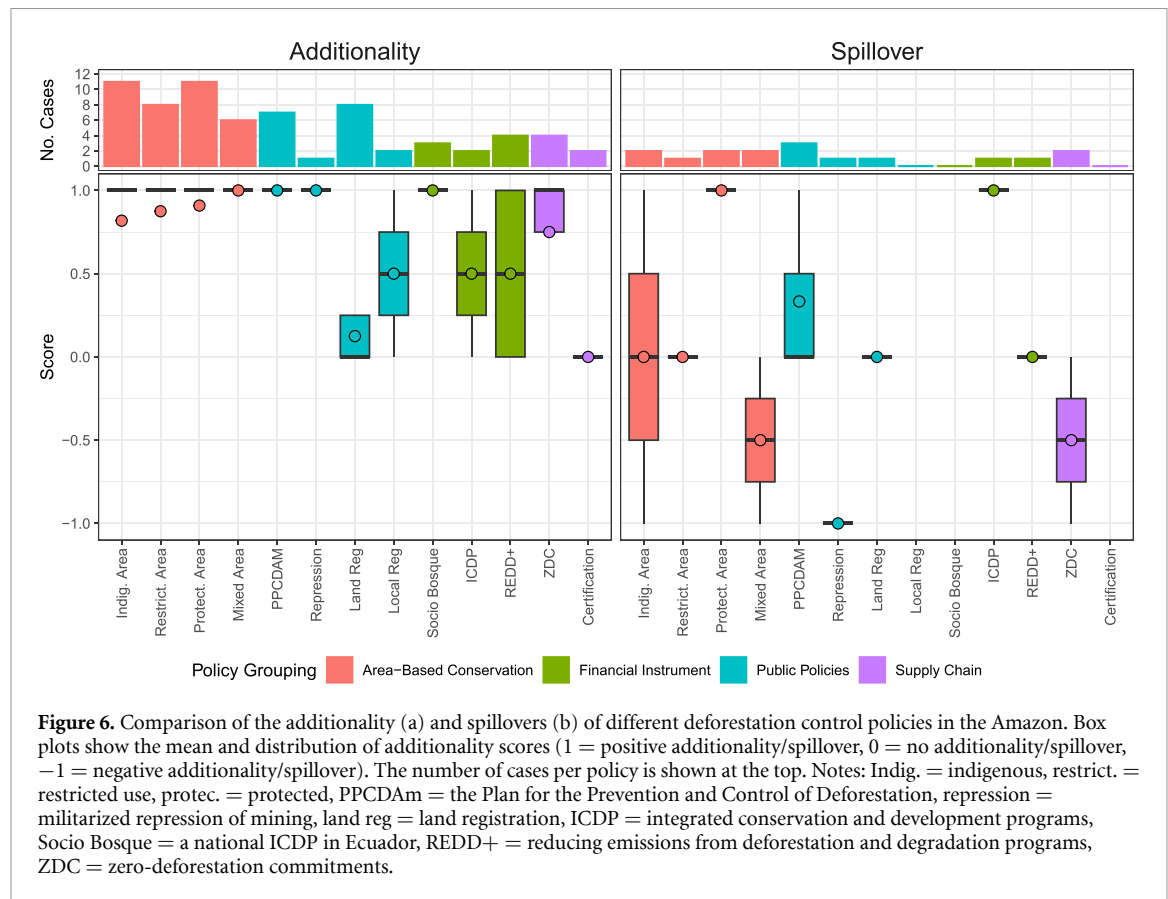 Additionality
Spillover
No. Cases
12
10
8
6
4
2
0
Score
1.0
0.5
0.0
−0.5
−1.0
Indig. Area
Restrict. Area
Protect. Area
Mixed Area
PPCDAM
Repression
Land Reg
Local Reg
Socio Bosque
ICDP
REDD+
ZDC
Certification
Indig. Area
Restrict. Area
Protect. Area
Mixed Area
PPCDAM
Repression
Land Reg
Local Reg
Socio Bosque
ICDP
REDD+
ZDC
Certification
Policy Grouping Area−Based Conservation Financial Instrument Public Policies Supply Chain
Figure 6. Comparison of the additionality (a) and spillovers (b) of different deforestation control policies in the Amazon. Box
plots show the mean and distribution of additionality scores (1 = positive additionality/spillover, 0 = no additionality/spillover,
−1 = negative additionality/spillover). The number of cases per policy is shown at the top. Notes: Indig. = indigenous, restrict. =
restricted use, protec. = protected, PPCDAm = the Plan for the Prevention and Control of Deforestation, repression =
militarized repression of mining, land reg = land registration, ICDP = integrated conservation and development programs,
Socio Bosque = a national ICDP in Ecuador, REDD+ = reducing emissions from deforestation and degradation programs,
ZDC = zero-deforestation commitments.